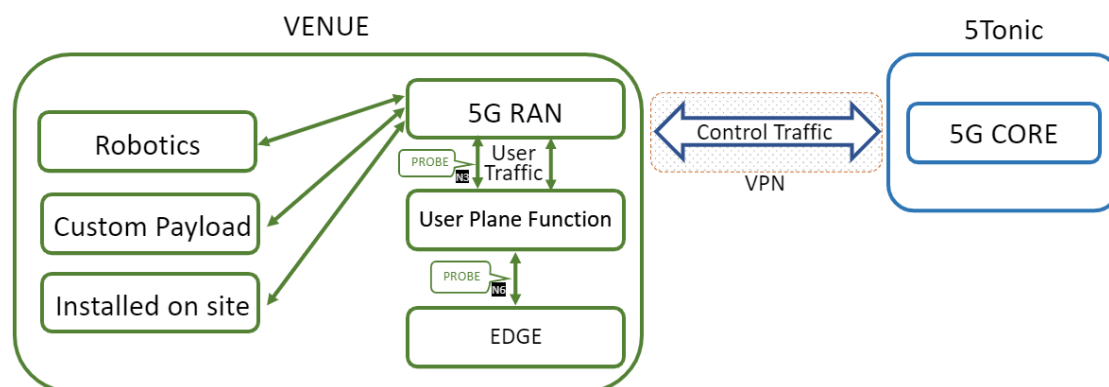 VENUE
5Tonic
Robotics
Custom Payload
Installed on site
5G RAN
PROBE
N3
User
Traffic
User Plane Function
PROBE
N6
EDGE
Control Traffic
VPN
5G CORE